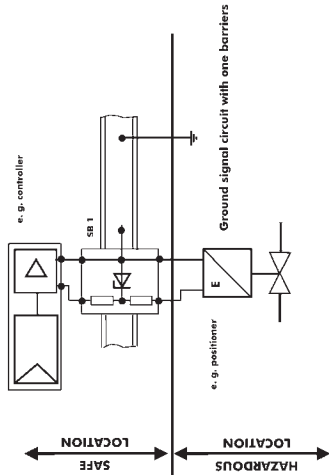 e. g. controller
SB 1
Ground signal circuit with one barriers
E
e. g. positioner
SAFE
LOCATION
HAZARDOUS
LOCATION